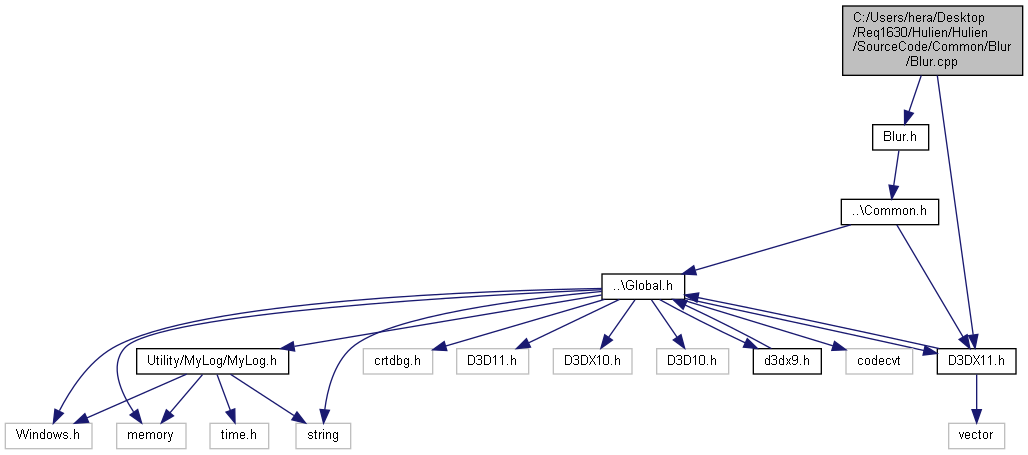 C:/Users/hera/Desktop
/Req1630/Hulien/Hulien
/SourceCode/Common/Blur
/Blur.cpp
Blur.h
..\Common.h
..\Global.h
Utility/MyLog/MyLog.h
crtdbg.h
D3D11.h
D3DX10.h
D3D10.h
d3dx9.h
codecvt
D3DX11.h
Windows.h
memory
time.h
string
vector